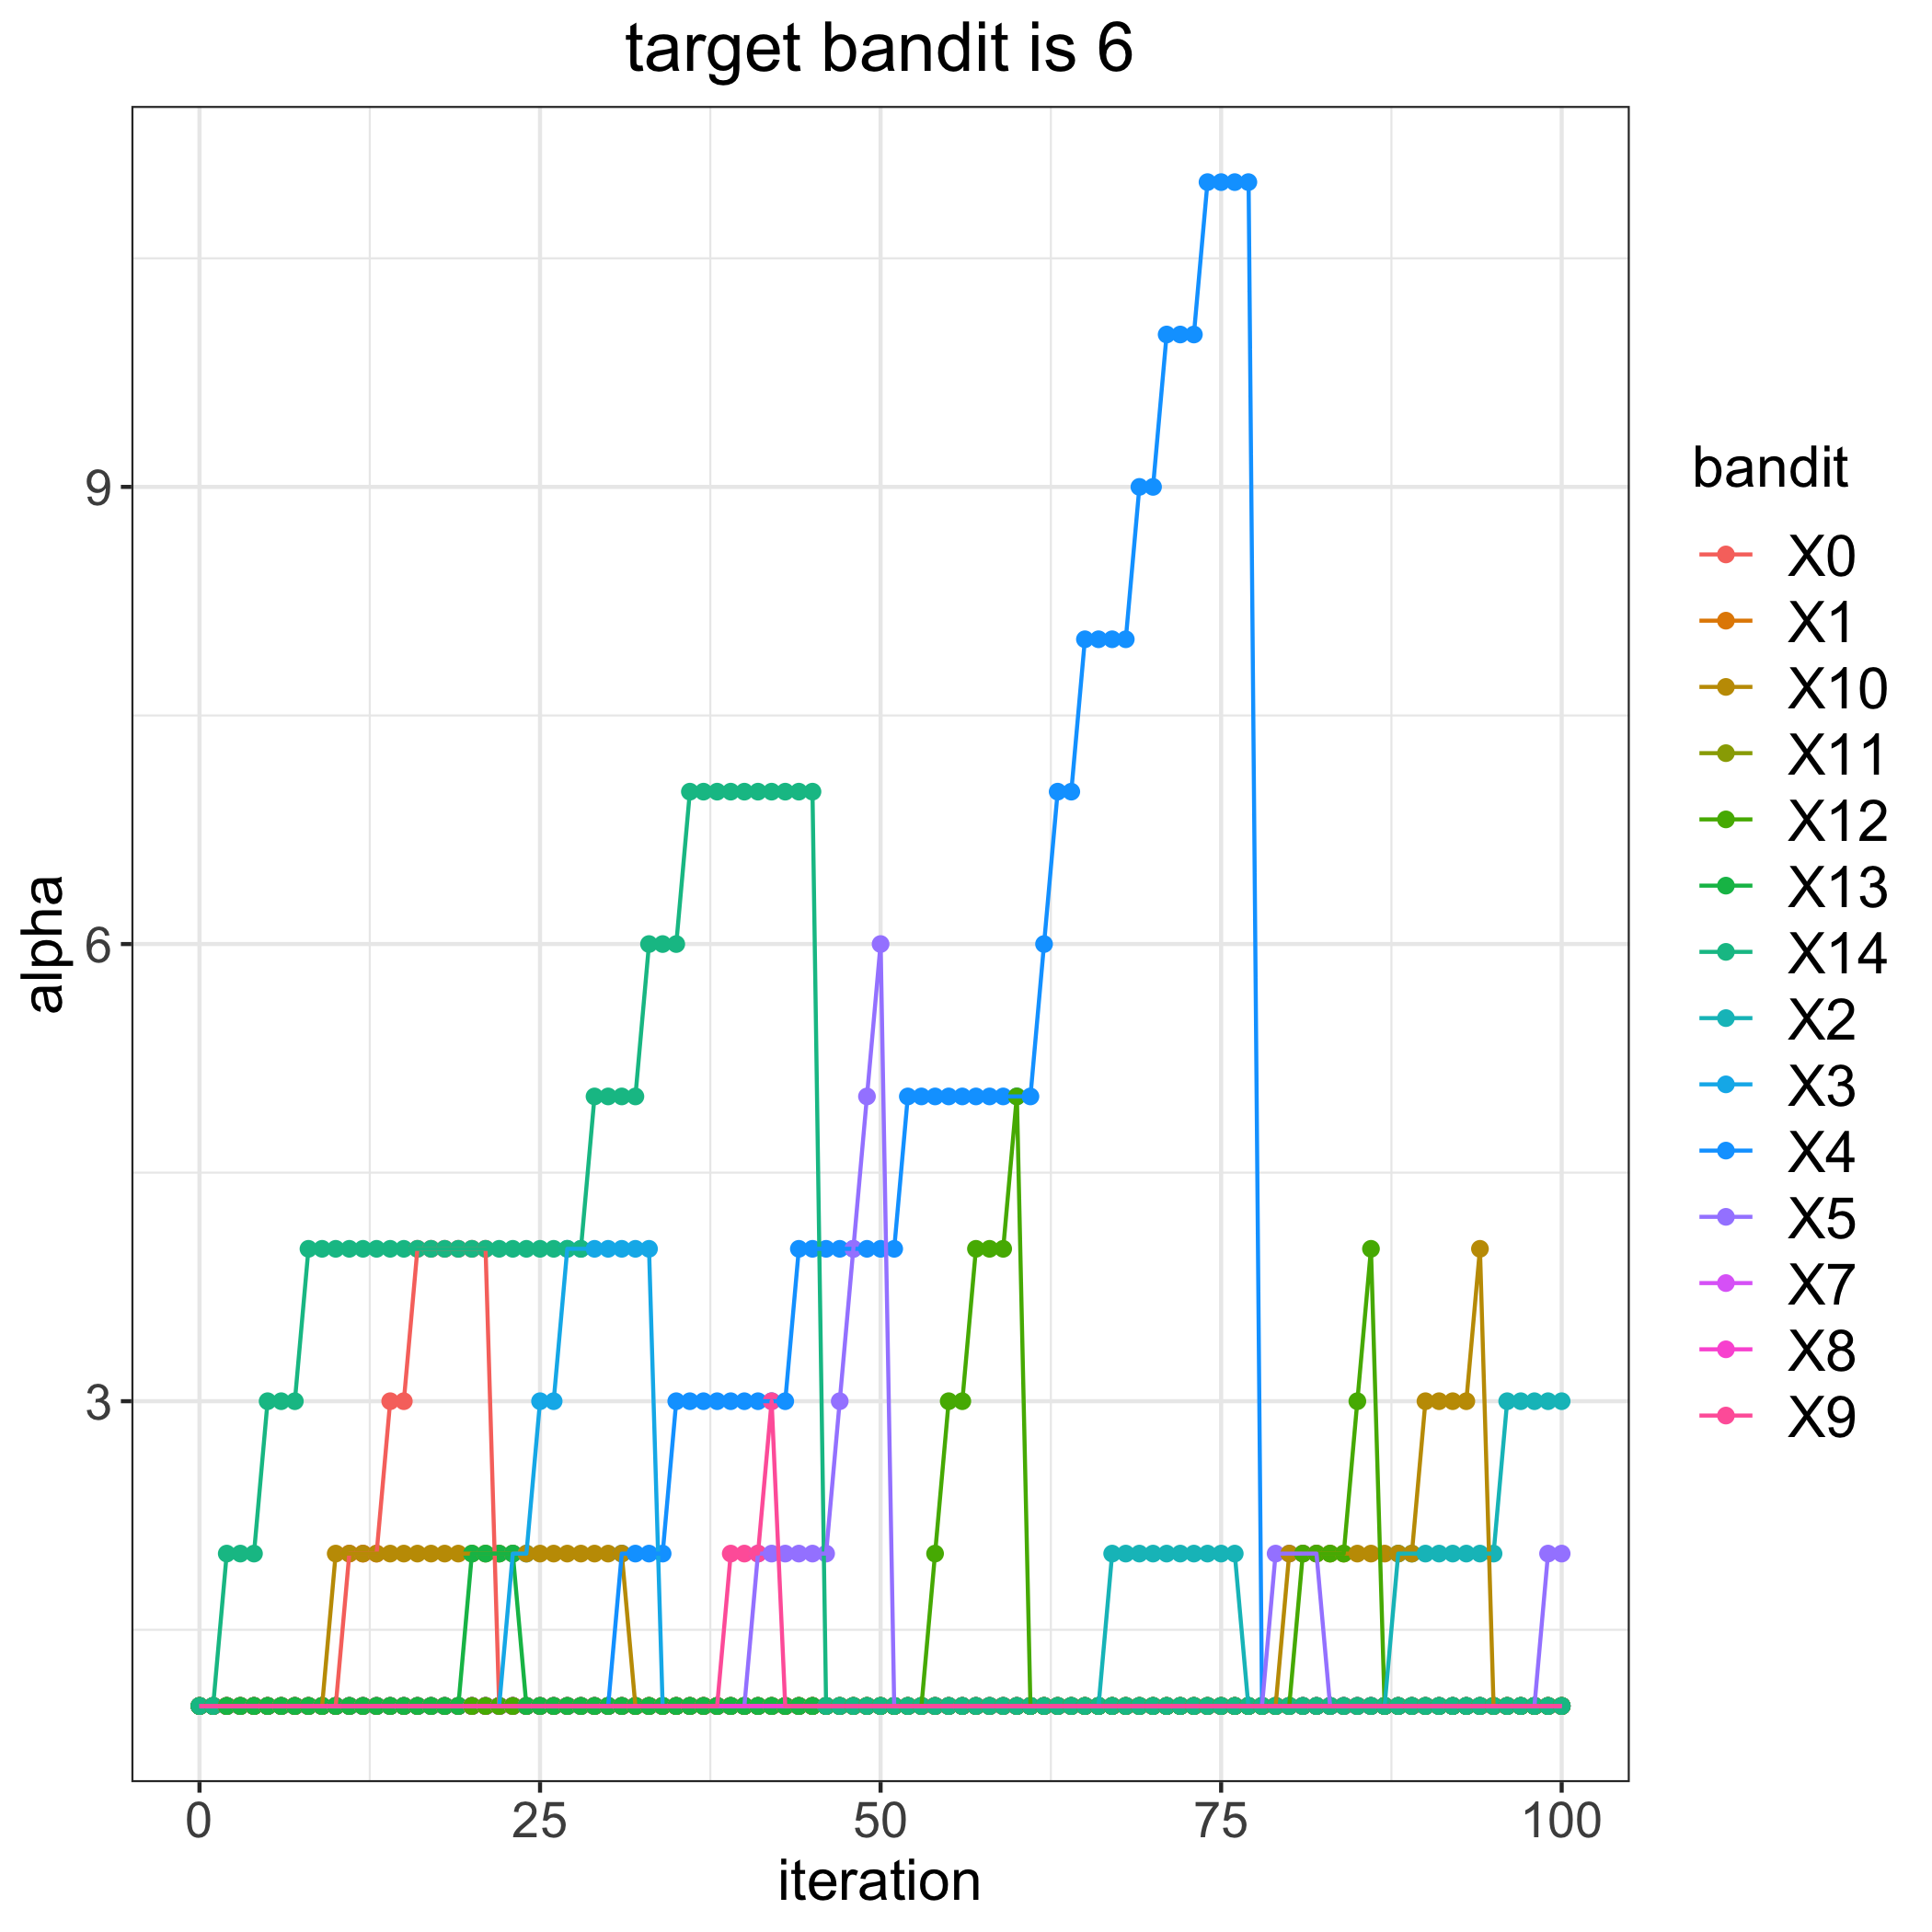 target bandit is 6
alpha
9
6
3
0
25
50
75
100
iteration
bandit
X0
X1
X10
X11
X12
X13
X14
X2
X3
X4
X5
X7
X8
X9